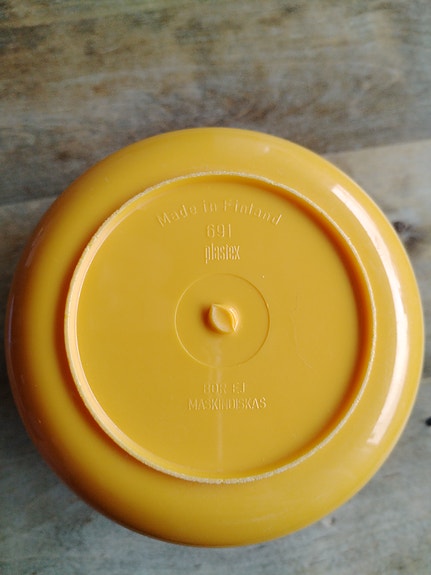 Made in Finland
691
plastex
BÖR EJ
MASKINDISKAS